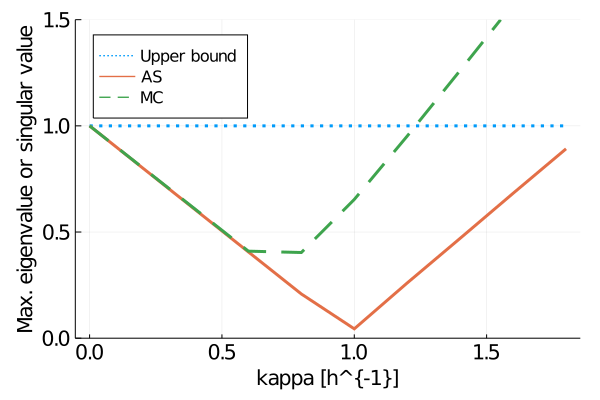 Max. eigenvalue or singular value
1.5
1.0
0.5
0.0
Upper bound
AS
MC
0.0 0.5 1.0 1.5
kappa [h^{-1}]